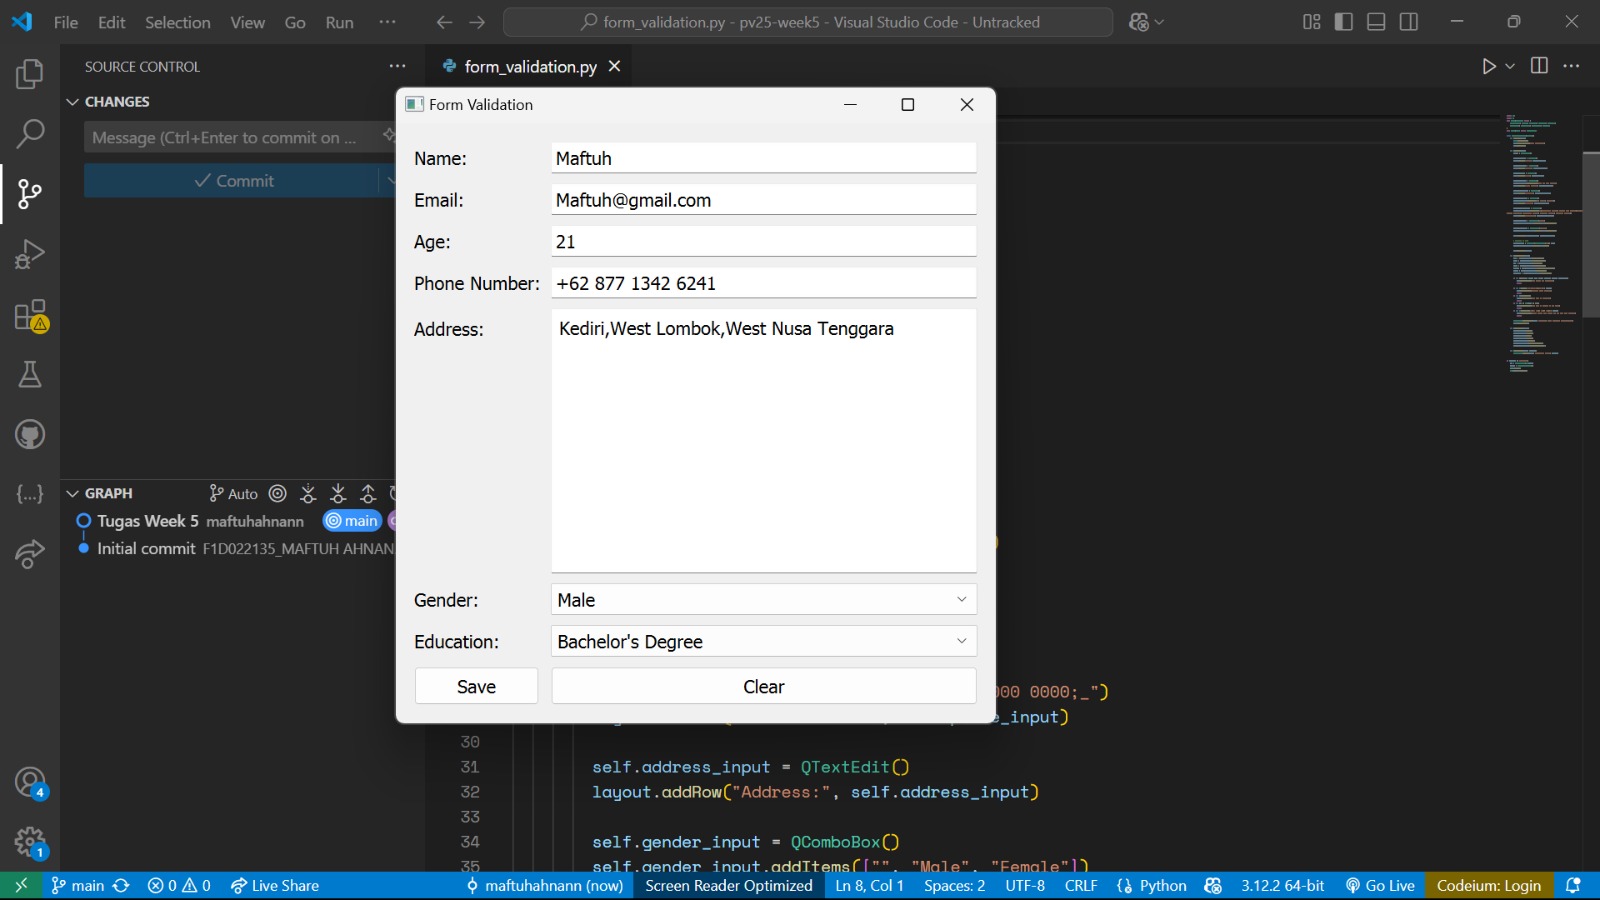 File Edit Selection View Go Run ···
form_validation.py - pv25-week5 - Visual Studio Code - Untracked
SOURCE CONTROL
form_validation.py
CHANGES
Message (Ctrl+Enter to commit on ...
Commit
Form Validation
Name: Maftuh
Email: Maftuh@gmail.com
Age: 21
Phone Number: +62 877 1342 6241
Address: Kediri,West Lombok,West Nusa Tenggara
Gender: Male
Education: Bachelor's Degree
Save Clear
GRAPH Auto
Tugas Week 5 maftuhahnann main
Initial commit F1D022135_MAFTUH AHNAN
000 0000;_")
_input)
30
31 self.address_input = QTextEdit()
32 layout.addRow("Address:", self.address_input)
33
34 self.gender_input = QComboBox()
35 self.gender_input.addItems(["", "Male", "Female"])
4
1
main 0 0 Live Share maftuhahnann (now) Screen Reader Optimized Ln 8, Col 1 Spaces: 2 UTF-8 CRLF {} Python 3.12.2 64-bit Go Live Codeium: Login